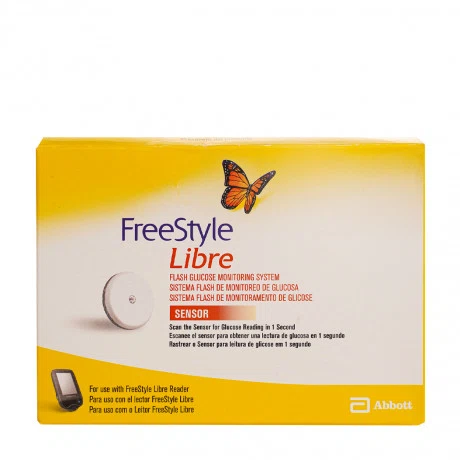 FreeStyle
Libre
FLASH GLUCOSE MONITORING SYSTEM
SISTEMA FLASH DE MONITOREO DE GLUCOSA
SISTEMA FLASH DE MONITORAMENTO DE GLICOSE
SENSOR
Scan the Sensor for Glucose Reading in 1 Second
Escanee el sensor para obtener una lectura de glucosa en 1 segundo
Rastrear o Sensor para leitura de glicose em 1 segundo
For use with FreeStyle Libre Reader
Para uso con el lector FreeStyle Libre
Para uso com o Leitor FreeStyle Libre
Abbott